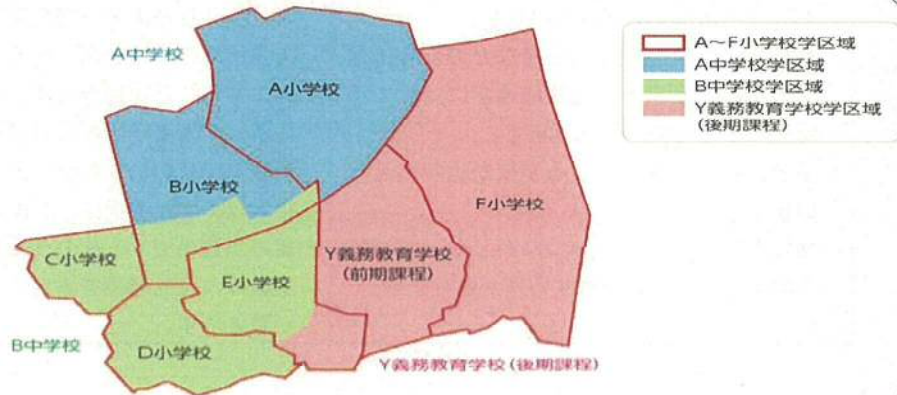 A中学校
A小学校
B小学校
C小学校
E小学校
D小学校
B中学校
Y義務教育学校
(前期課程)
F小学校
Y義務教育学校(後期課程)
A～F小学校学区域
A中学校学区域
B中学校学区域
Y義務教育学校学区域
(後期課程)